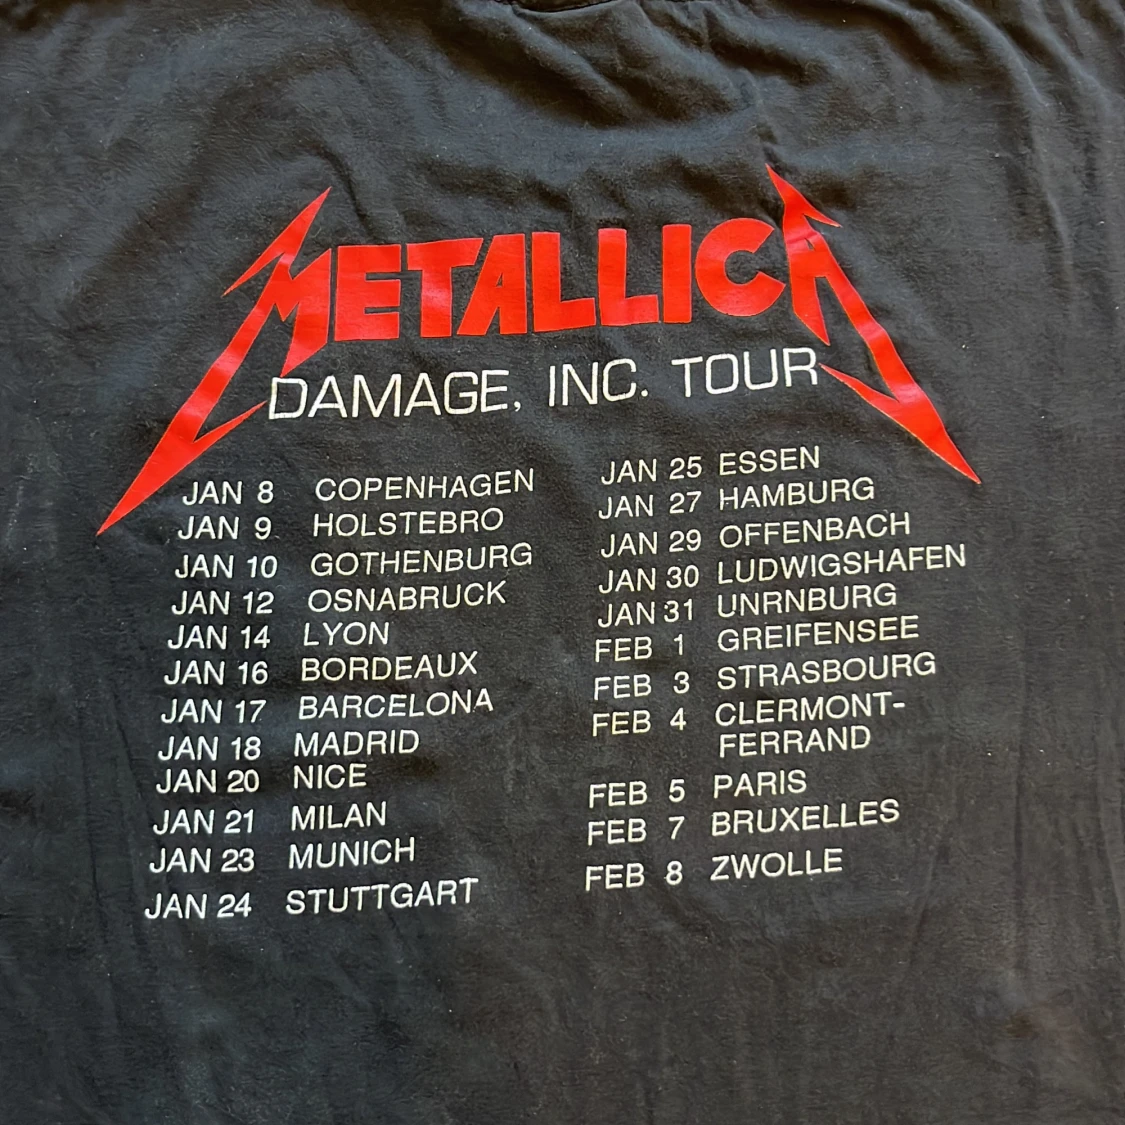 METALLICA
DAMAGE, INC. TOUR
JAN 8 COPENHAGEN
JAN 9 HOLSTEBRO
JAN 10 GOTHENBURG
JAN 12 OSNABRUCK
JAN 14 LYON
JAN 16 BORDEAUX
JAN 17 BARCELONA
JAN 18 MADRID
JAN 20 NICE
JAN 21 MILAN
JAN 23 MUNICH
JAN 24 STUTTGART
JAN 25 ESSEN
JAN 27 HAMBURG
JAN 29 OFFENBACH
JAN 30 LUDWIGSHAFEN
JAN 31 UNRNBURG
FEB 1 GREIFENSEE
FEB 3 STRASBOURG
FEB 4 CLERMONT-
FERRAND
FEB 5 PARIS
FEB 7 BRUXELLES
FEB 8 ZWOLLE